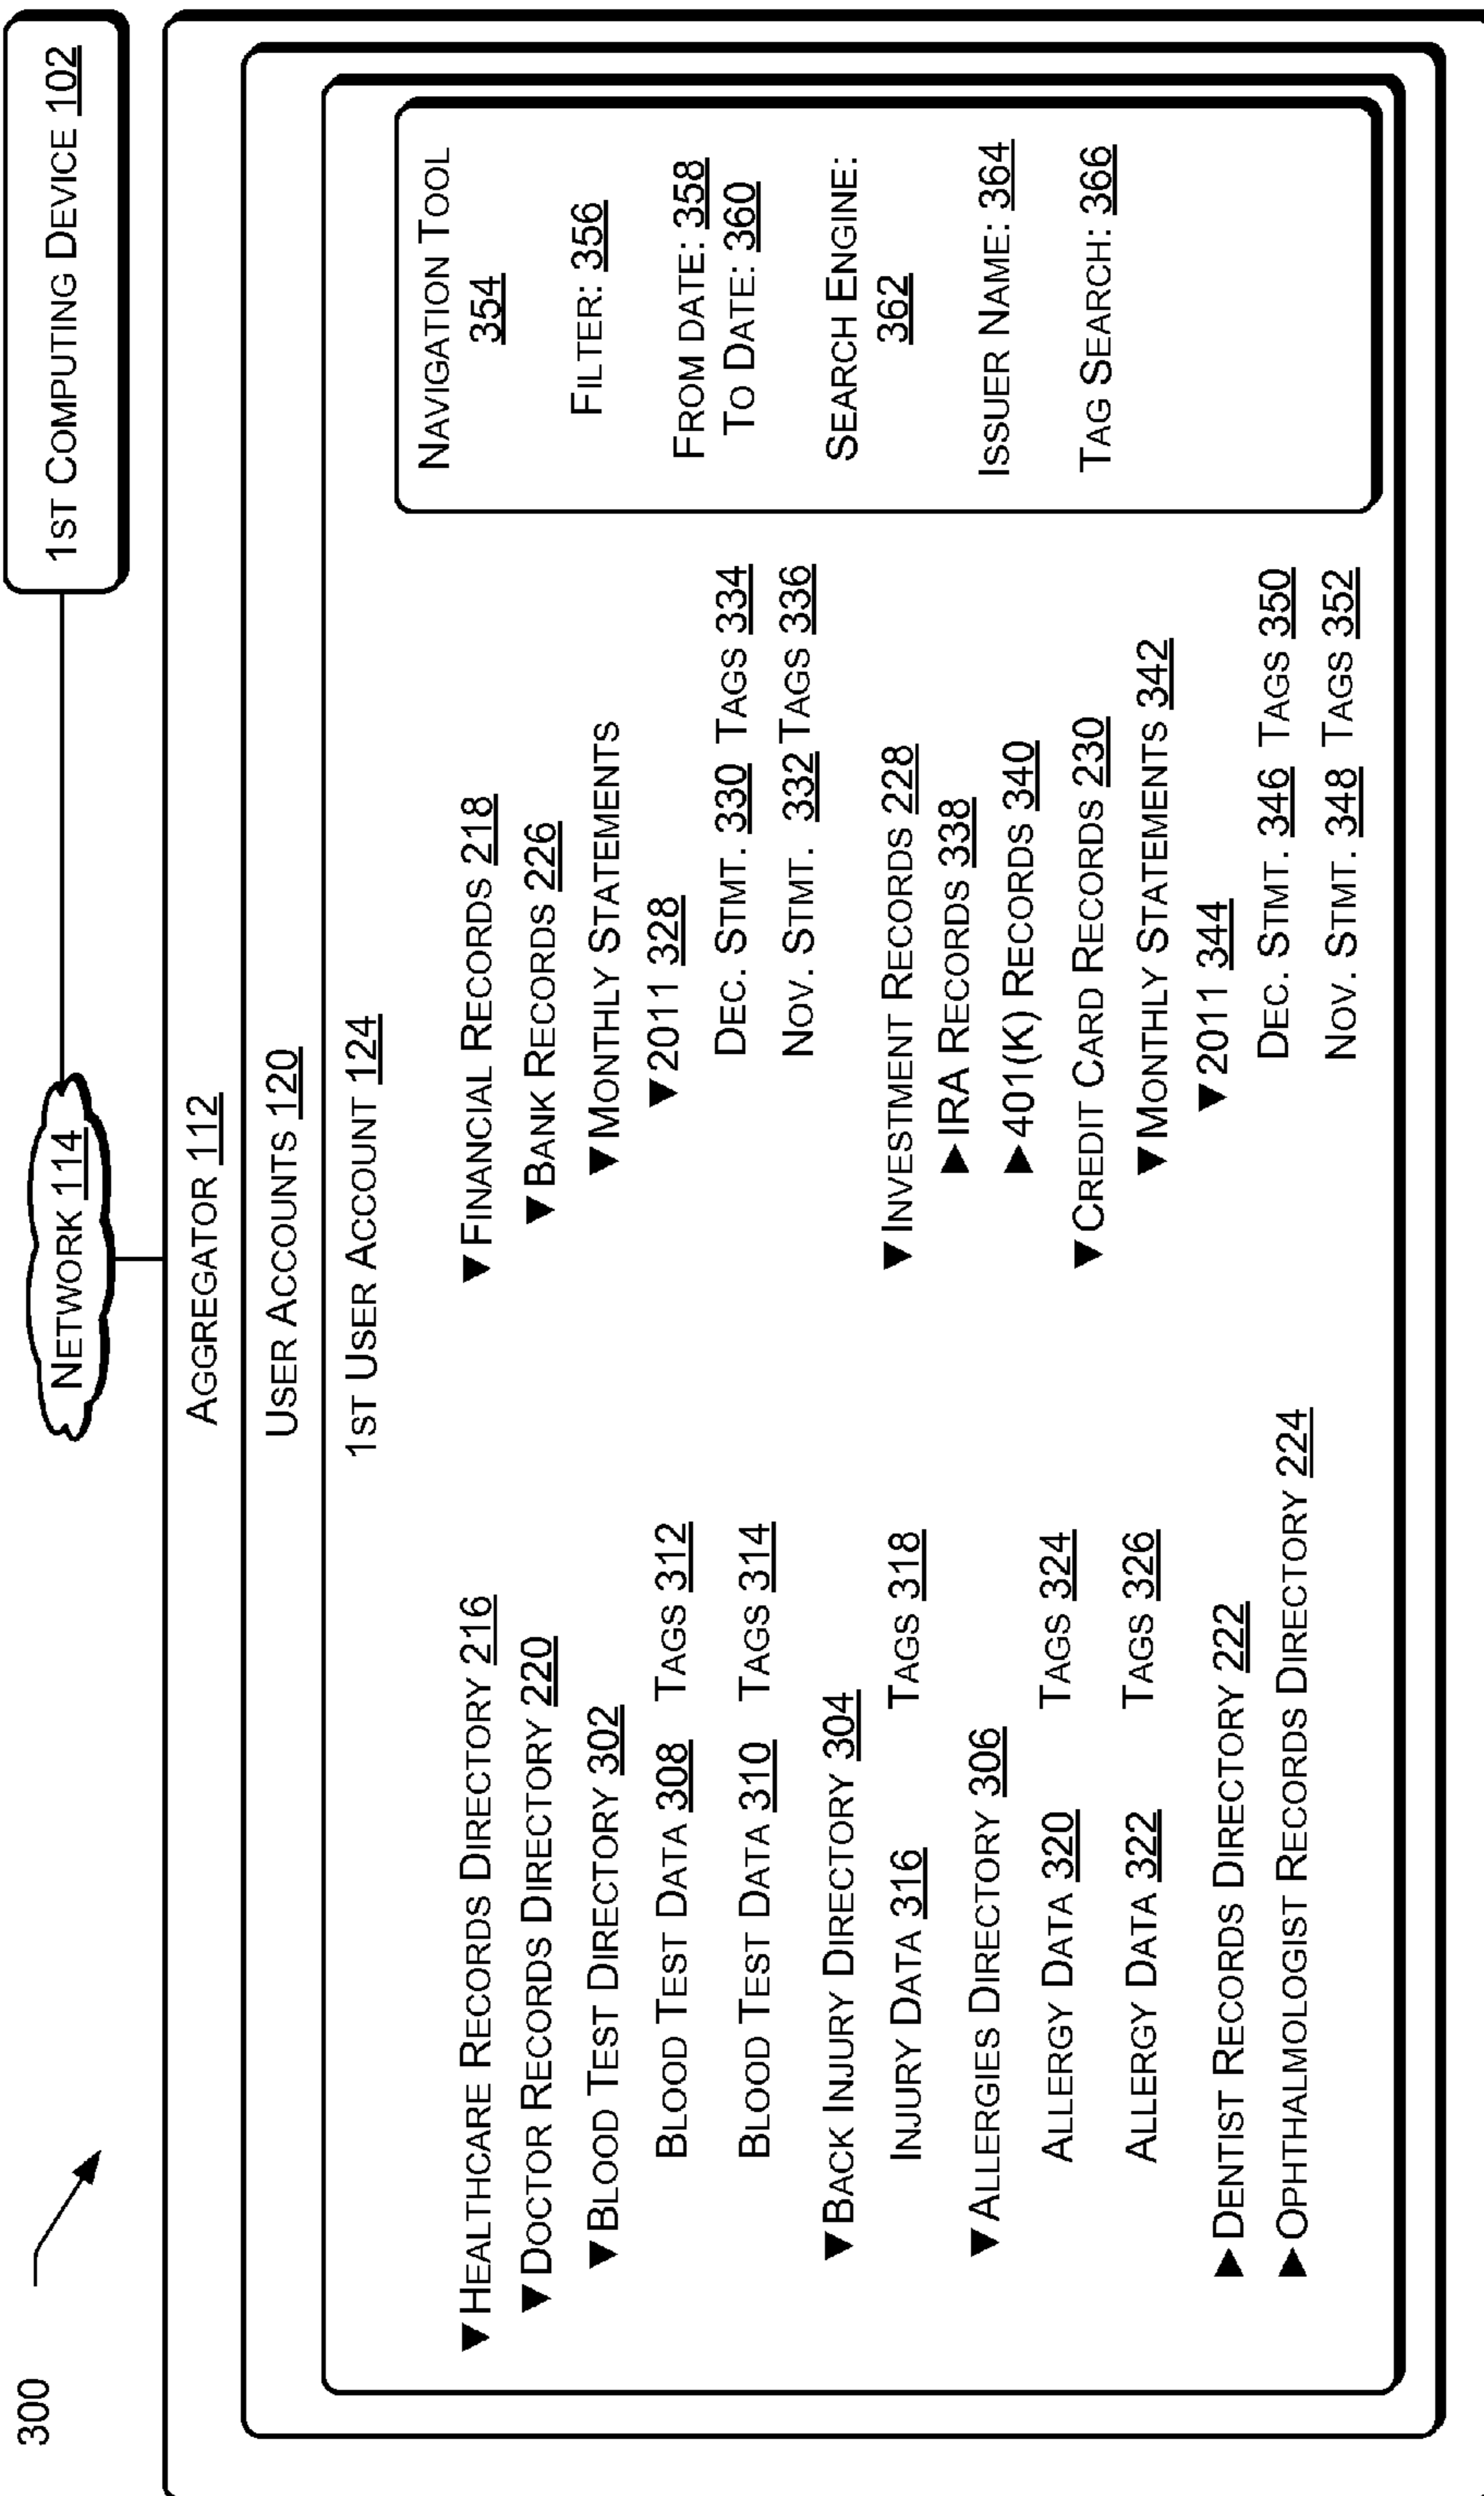 300
NETWORK 114
1ST COMPUTING DEVICE 102
AGGREGATOR 112
USER ACCOUNTS 120
1ST USER ACCOUNT 124
▼ HEALTHCARE RECORDS DIRECTORY 216
▼ DOCTOR RECORDS DIRECTORY 220
▼ BLOOD TEST DIRECTORY 302
BLOOD TEST DATA 308 TAGS 312
BLOOD TEST DATA 310 TAGS 314
▼ BACK INJURY DIRECTORY 304
INJURY DATA 316 TAGS 318
▼ ALLERGIES DIRECTORY 306
ALLERGY DATA 320 TAGS 324
ALLERGY DATA 322 TAGS 326
▶ DENTIST RECORDS DIRECTORY 222
▶ OPHTHALMOLOGIST RECORDS DIRECTORY 224
▼ FINANCIAL RECORDS 218
▼ BANK RECORDS 226
▼ MONTHLY STATEMENTS
▼ 2011 328
DEC. STMT. 330 TAGS 334
NOV. STMT. 332 TAGS 336
▼ INVESTMENT RECORDS 228
▶ IRA RECORDS 338
▶ 401(K) RECORDS 340
▼ CREDIT CARD RECORDS 230
▼ MONTHLY STATEMENTS 342
▼ 2011 344
DEC. STMT. 346 TAGS 350
NOV. STMT. 348 TAGS 352
NAVIGATION TOOL
354
FILTER: 356
FROM DATE: 358
TO DATE: 360
SEARCH ENGINE:
362
ISSUER NAME: 364
TAG SEARCH: 366